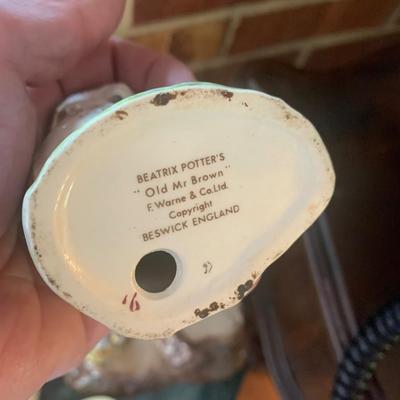 BEATRIX POTTER'S
"Old Mr Brown"
F. Warne & Co. Ltd.
Copyright
BESWICK ENGLAND